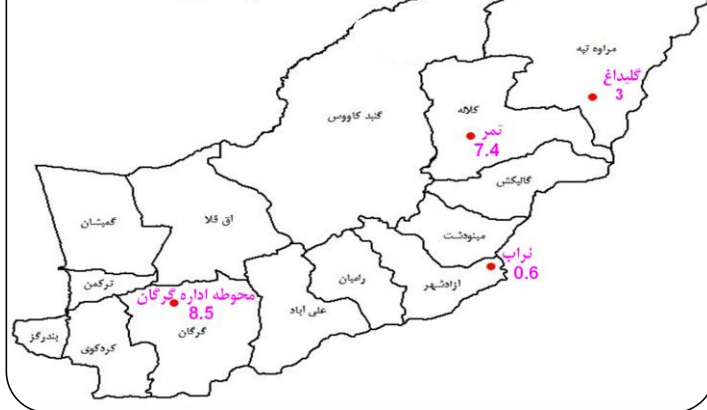 مراوه تپه
گلیداغ
3
کلاله
تمر
7.4
گنبد کاووس
گالیکش
گمیشان
آق قلا
مینودشت
نراب
0.6
ترکمن
رامیان
آزادشهر
محوطه اداره گرگان
8.5
علی آباد
بندرگز
کردکوی
گرگان